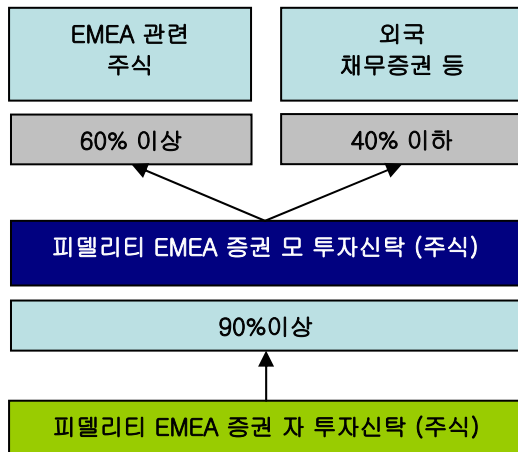 EMEA 관련
주식
외국
채무증권 등
60% 이상
40% 이하
피델리티 EMEA 증권 모 투자신탁 (주식)
90%이상
피델리티 EMEA 증권 자 투자신탁 (주식)